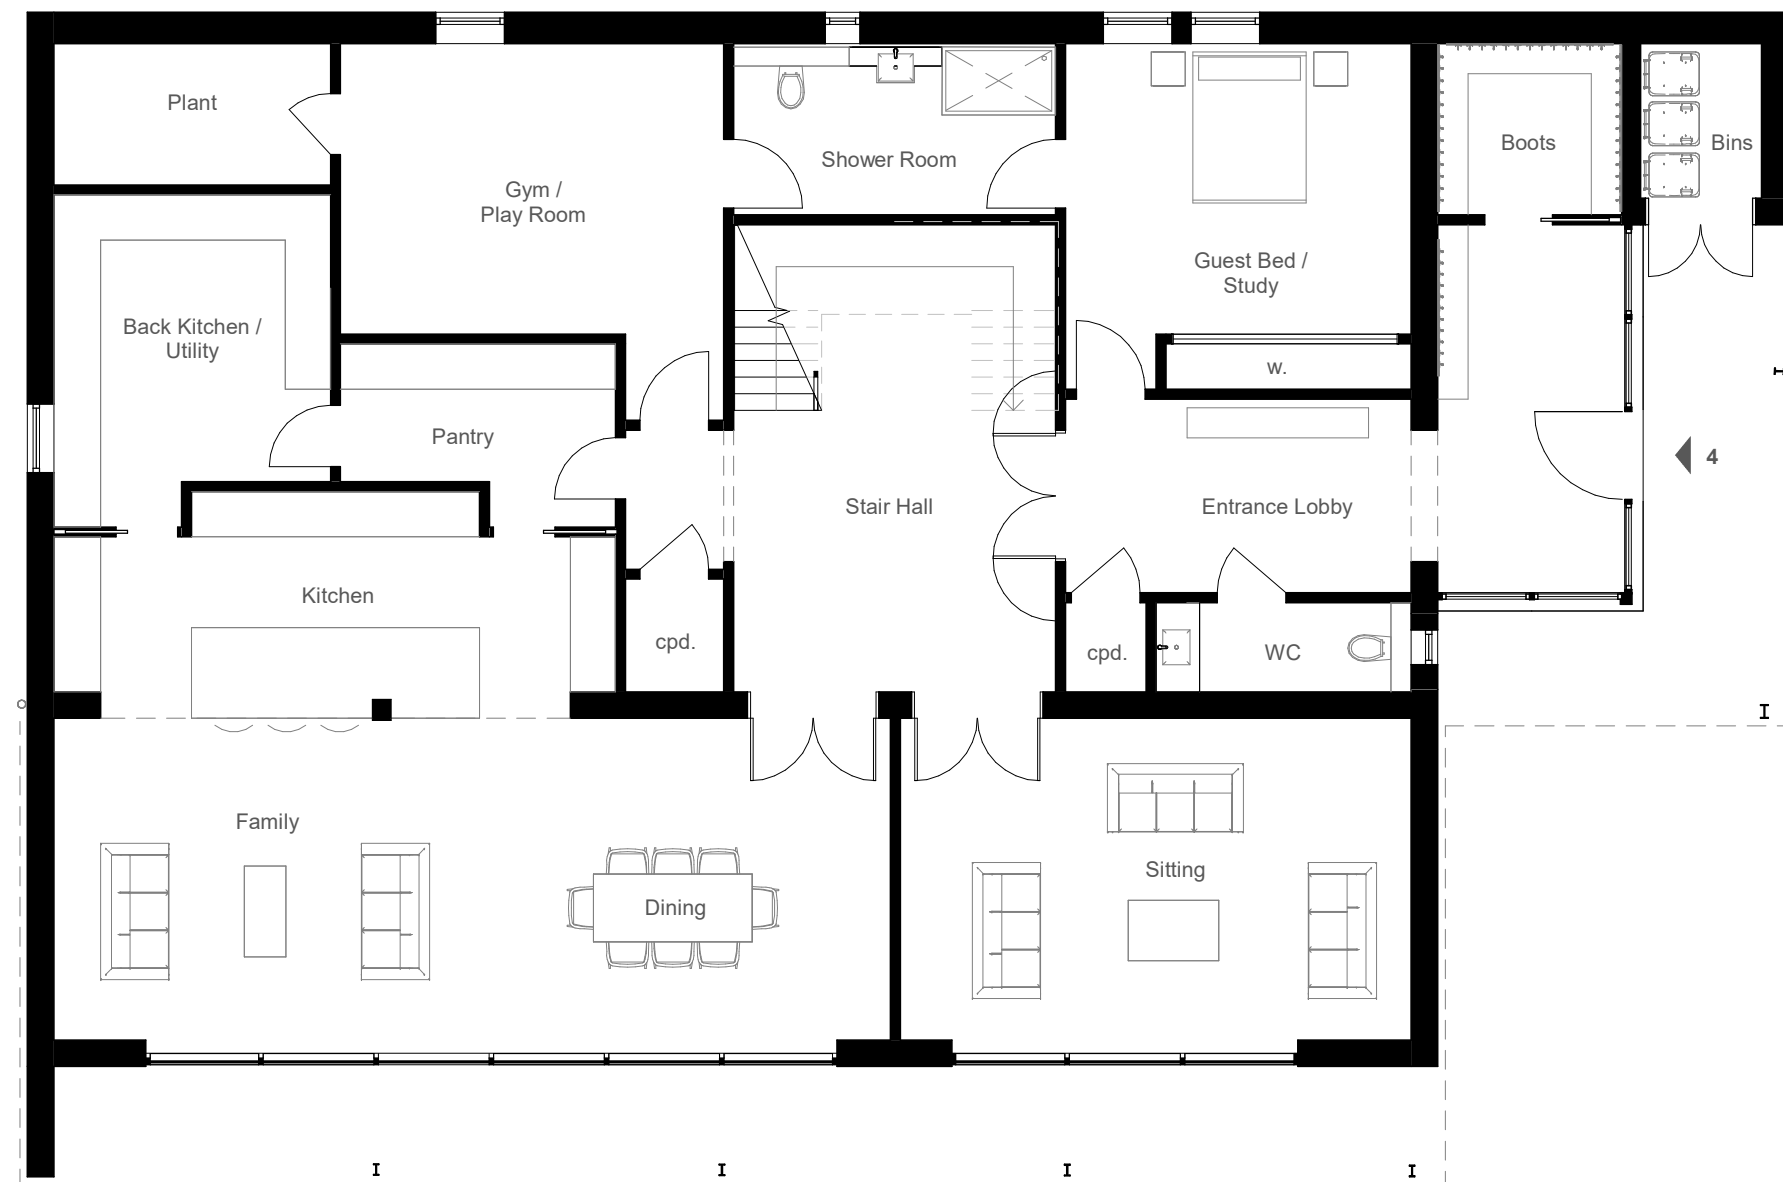 Plant
Gym /
Play Room
Shower Room
Boots
Bins
Guest Bed /
Study
Back Kitchen /
Utility
w.
Pantry
4
Stair Hall
Entrance Lobby
Kitchen
cpd.
cpd.
WC
Family
Sitting
Dining